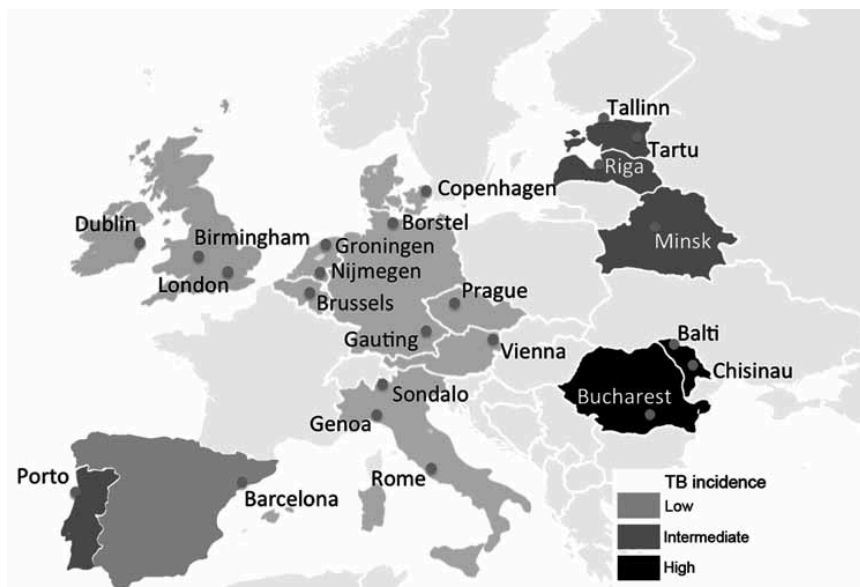 Tallinn
Tartu
Riga
Copenhagen
Dublin
Borstel
Birmingham
Groningen
Minsk
London
Nijmegen
Brussels
Prague
Gauting
Vienna
Balti
Chisinau
Sondalo
Bucharest
Genoa
Porto
Rome
Barcelona
TB incidence
Low
Intermediate
High